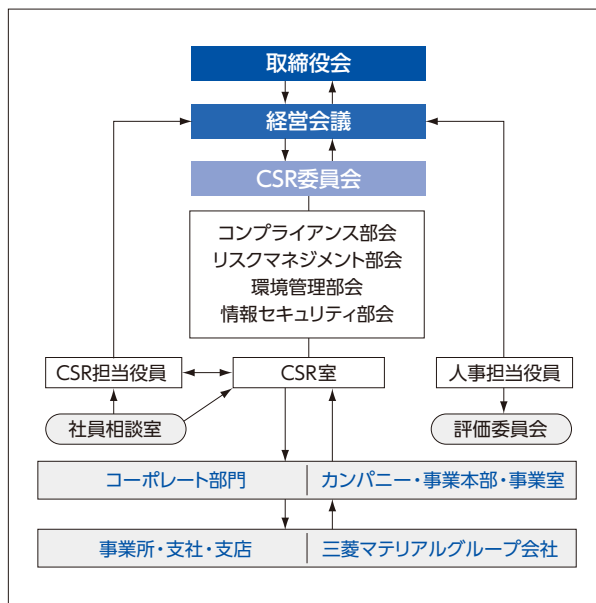 取締役会
経営会議
CSR委員会
コンプライアンス部会
リスクマネジメント部会
環境管理部会
情報セキュリティ部会
CSR担当役員
CSR室
人事担当役員
社員相談室
評価委員会
コーポレート部門
カンパニー・事業本部・事業室
事業所・支社・支店
三菱マテリアルグループ会社